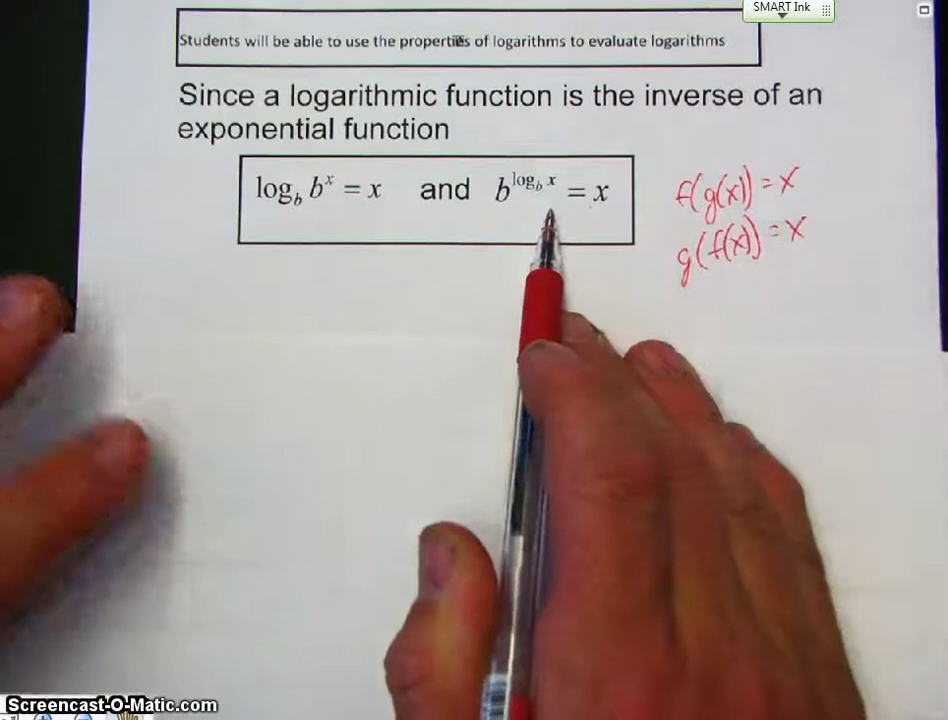 SMART Ink
Students will be able to use the properties of logarithms to evaluate logarithms
Since a logarithmic function is the inverse of an
exponential function
log_b b^x = x and b^{log_b x} = x
f(g(x)) = x
g(f(x)) = x
Screencast-O-Matic.com